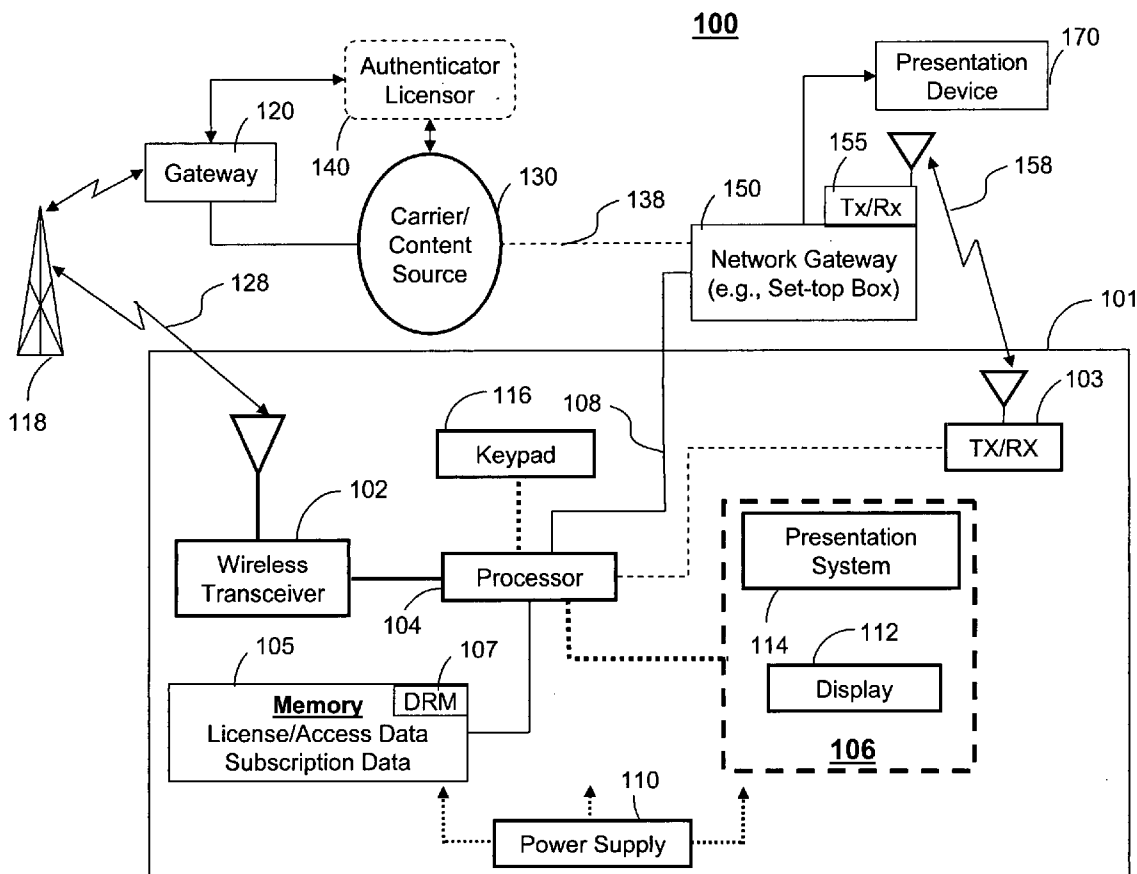 100
Authenticator
Licensor
140
120
Gateway
Carrier/
Content
Source
130
138
150
155
Tx/Rx
158
Presentation
Device
170
Network Gateway
(e.g., Set-top Box)
118
128
101
103
TX/RX
116
Keypad
108
102
Wireless
Transceiver
Processor
104
Presentation
System
114
112
Display
106
105
107
DRM
Memory
License/Access Data
Subscription Data
110
Power Supply